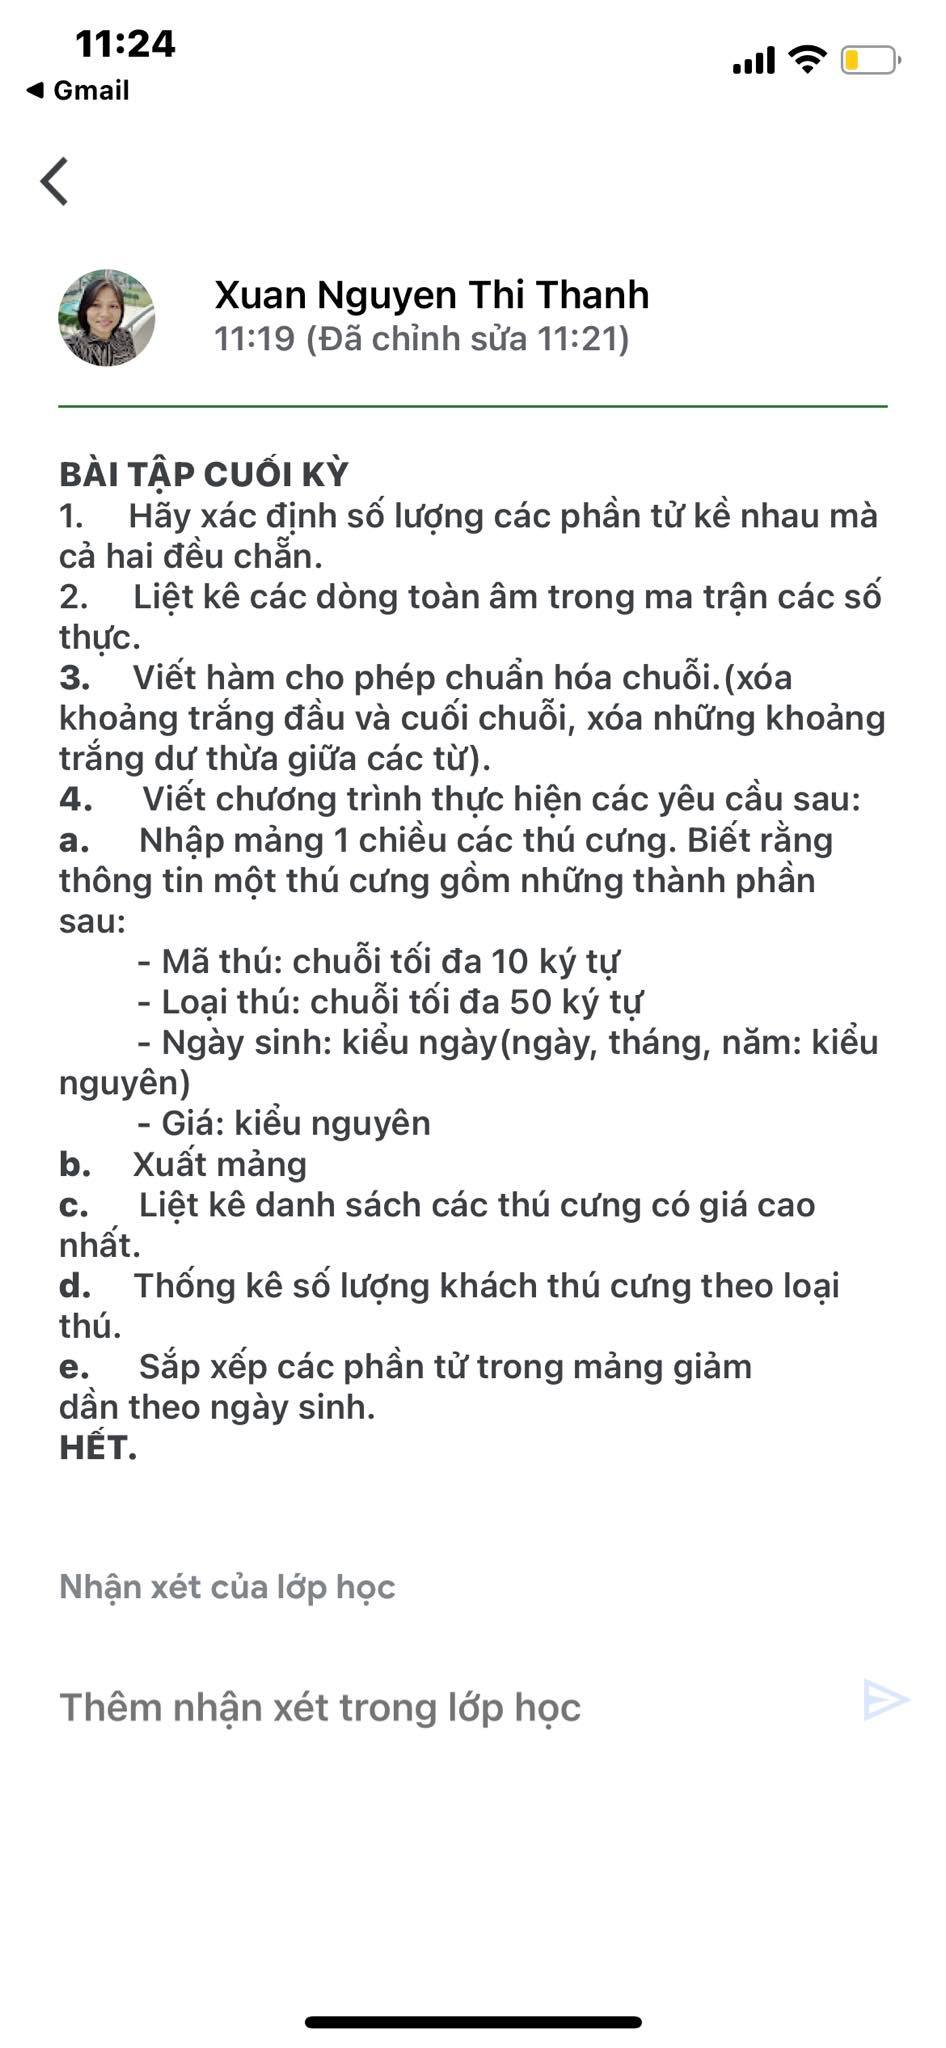 11:24
◀ Gmail
Xuan Nguyen Thi Thanh
11:19 (Đã chỉnh sửa 11:21)
BÀI TẬP CUỐI KỲ
1. Hãy xác định số lượng các phần tử kề nhau mà
cả hai đều chẵn.
2. Liệt kê các dòng toàn âm trong ma trận các số
thực.
3. Viết hàm cho phép chuẩn hóa chuỗi.(xóa
khoảng trắng đầu và cuối chuỗi, xóa những khoảng
trắng dư thừa giữa các từ).
4. Viết chương trình thực hiện các yêu cầu sau:
a. Nhập mảng 1 chiều các thú cưng. Biết rằng
thông tin một thú cưng gồm những thành phần
sau:
- Mã thú: chuỗi tối đa 10 ký tự
- Loại thú: chuỗi tối đa 50 ký tự
- Ngày sinh: kiểu ngày(ngày, tháng, năm: kiểu
nguyên)
- Giá: kiểu nguyên
b. Xuất mảng
c. Liệt kê danh sách các thú cưng có giá cao
nhất.
d. Thống kê số lượng khách thú cưng theo loại
thú.
e. Sắp xếp các phần tử trong mảng giảm
dần theo ngày sinh.
HẾT.
Nhận xét của lớp học
Thêm nhận xét trong lớp học